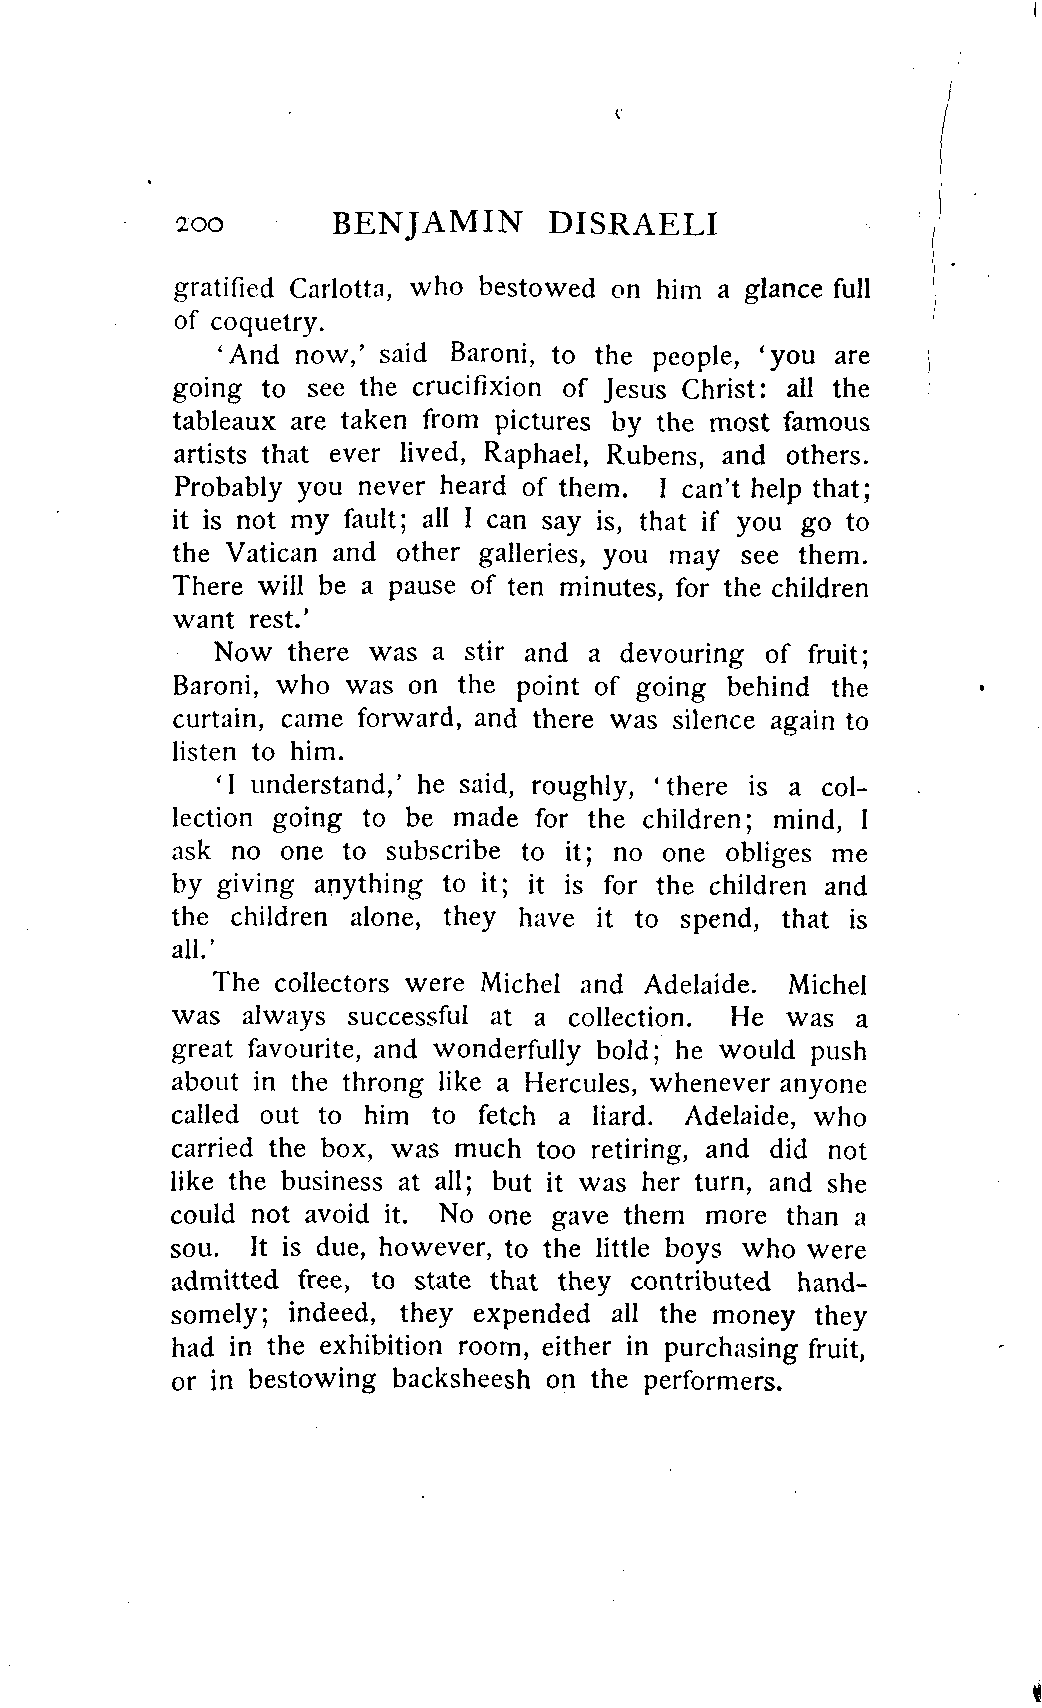 200 BENJAMIN DISRAELI
gratified Carlotta, who bestowed on him a glance full
of coquetry.
‘And now,’ said Baroni, to the people, ‘you are
going to see the crucifixion of Jesus Christ: all the
tableaux are taken from pictures by the most famous
artists that ever lived, Raphael, Rubens, and others.
Probably you never heard of them. I can't help that;
it is not my fault; all I can say is, that if you go to
the Vatican and other galleries, you may see them.
There will be a pause of ten minutes, for the children
want rest.’
Now there was a stir and a devouring of fruit;
Baroni, who was on the point of going behind the
curtain, came forward, and there was silence again to
listen to him.
‘I understand,’ he said, roughly, ‘there is a col-
lection going to be made for the children; mind, I
ask no one to subscribe to it; no one obliges me
by giving anything to it; it is for the children and
the children alone, they have it to spend, that is
all.’
The collectors were Michel and Adelaide. Michel
was always successful at a collection. He was a
great favourite, and wonderfully bold; he would push
about in the throng like a Hercules, whenever anyone
called out to him to fetch a liard. Adelaide, who
carried the box, was much too retiring, and did not
like the business at all; but it was her turn, and she
could not avoid it. No one gave them more than a
sou. It is due, however, to the little boys who were
admitted free, to state that they contributed hand-
somely; indeed, they expended all the money they
had in the exhibition room, either in purchasing fruit,
or in bestowing backsheesh on the performers.